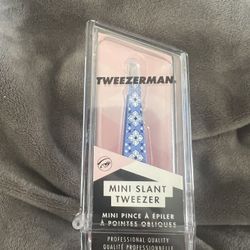 TWEEZERMAN®
MINI SLANT
TWEEZER
MINI PINCE À ÉPILER
À POINTES OBLIQUES
PROFESSIONAL QUALITY
QUALITÉ PROFESSIONNELLE